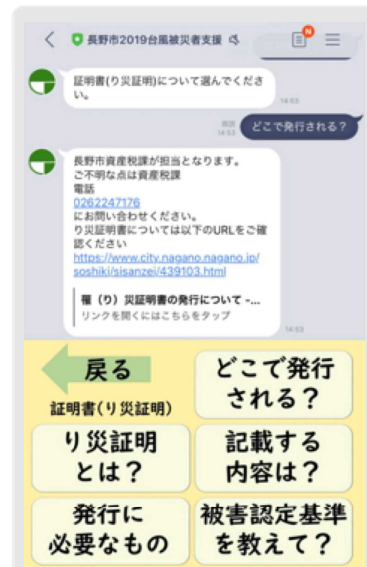 長野市2019台風被災者支援
N
証明書(り災証明)について選んでくださ
い。
14:53
既読
14:53
どこで発行される？
長野市資産税課が担当となります。
ご不明な点は資産税課
電話
0262247176
にお問い合わせください。
り災証明書については以下のURLをご確
認ください
https://www.city.nagano.nagano.jp/
soshiki/sisanzei/439103.html
罹（り）災証明書の発行について -...
リンクを開くにはこちらをタップ
14:53
戻る
証明書(り災証明)
どこで発行
される？
り災証明
とは？
記載する
内容は？
発行に
必要なもの
被害認定基準
を教えて？